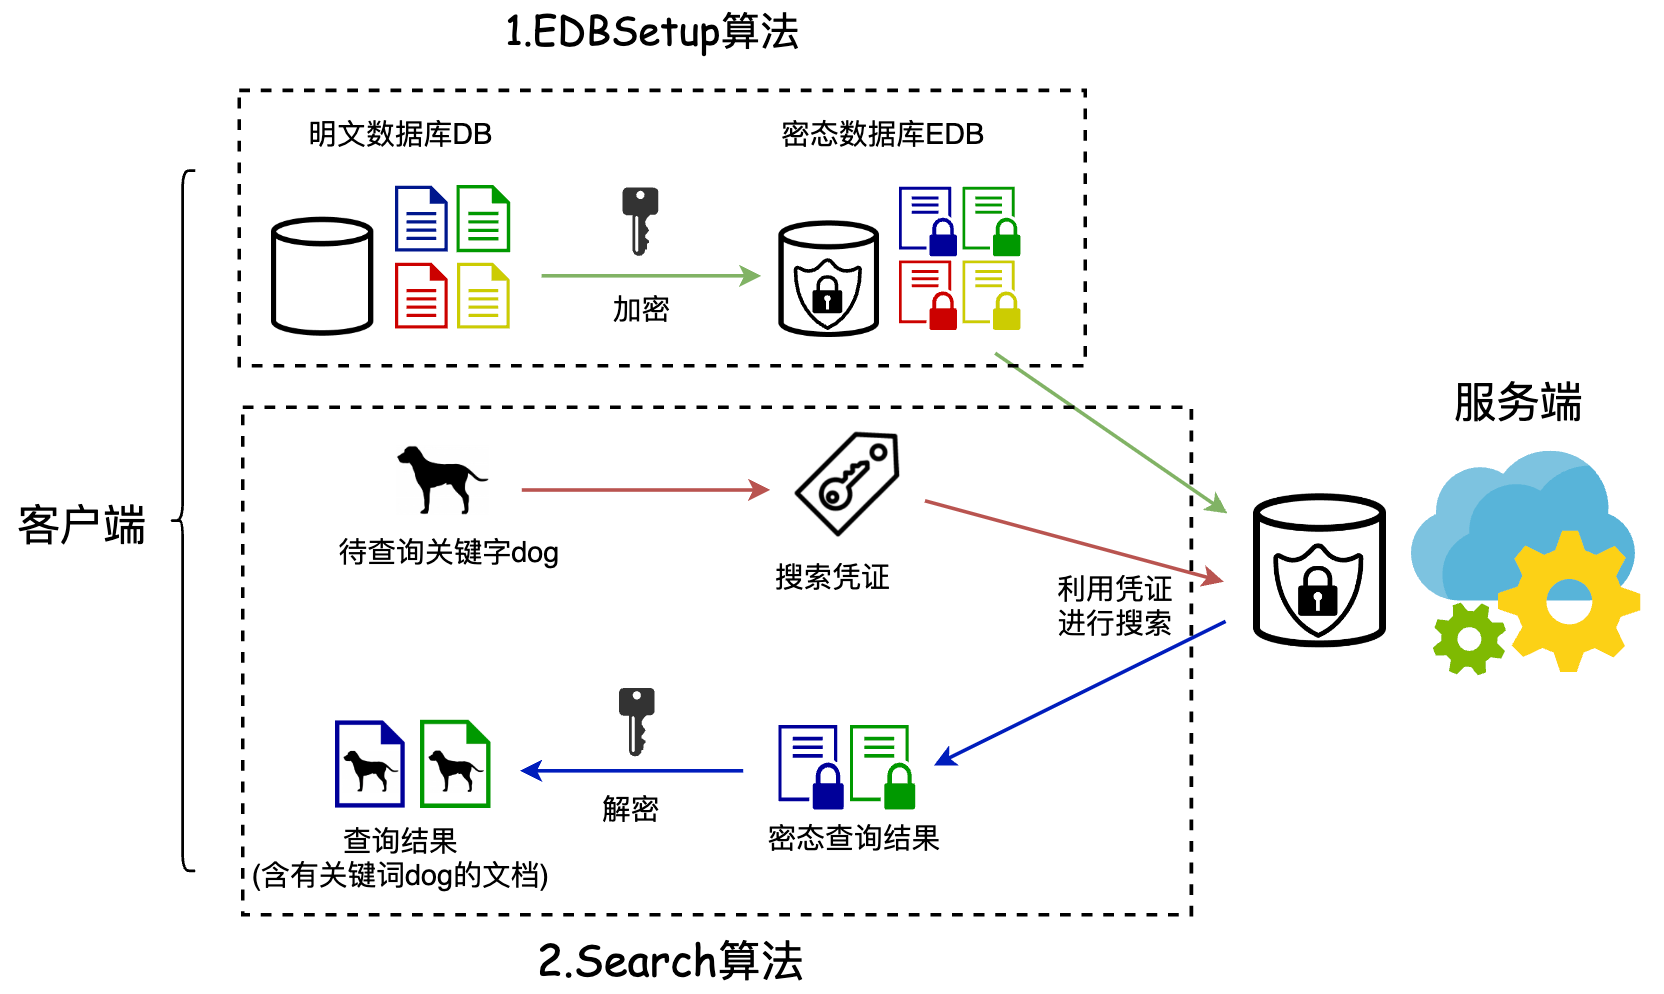 1.EDBSetup算法
明文数据库DB
密态数据库EDB
加密
服务端
客户端
待查询关键字dog
搜索凭证
利用凭证
进行搜索
解密
查询结果
(含有关键词dog的文档)
密态查询结果
2.Search算法